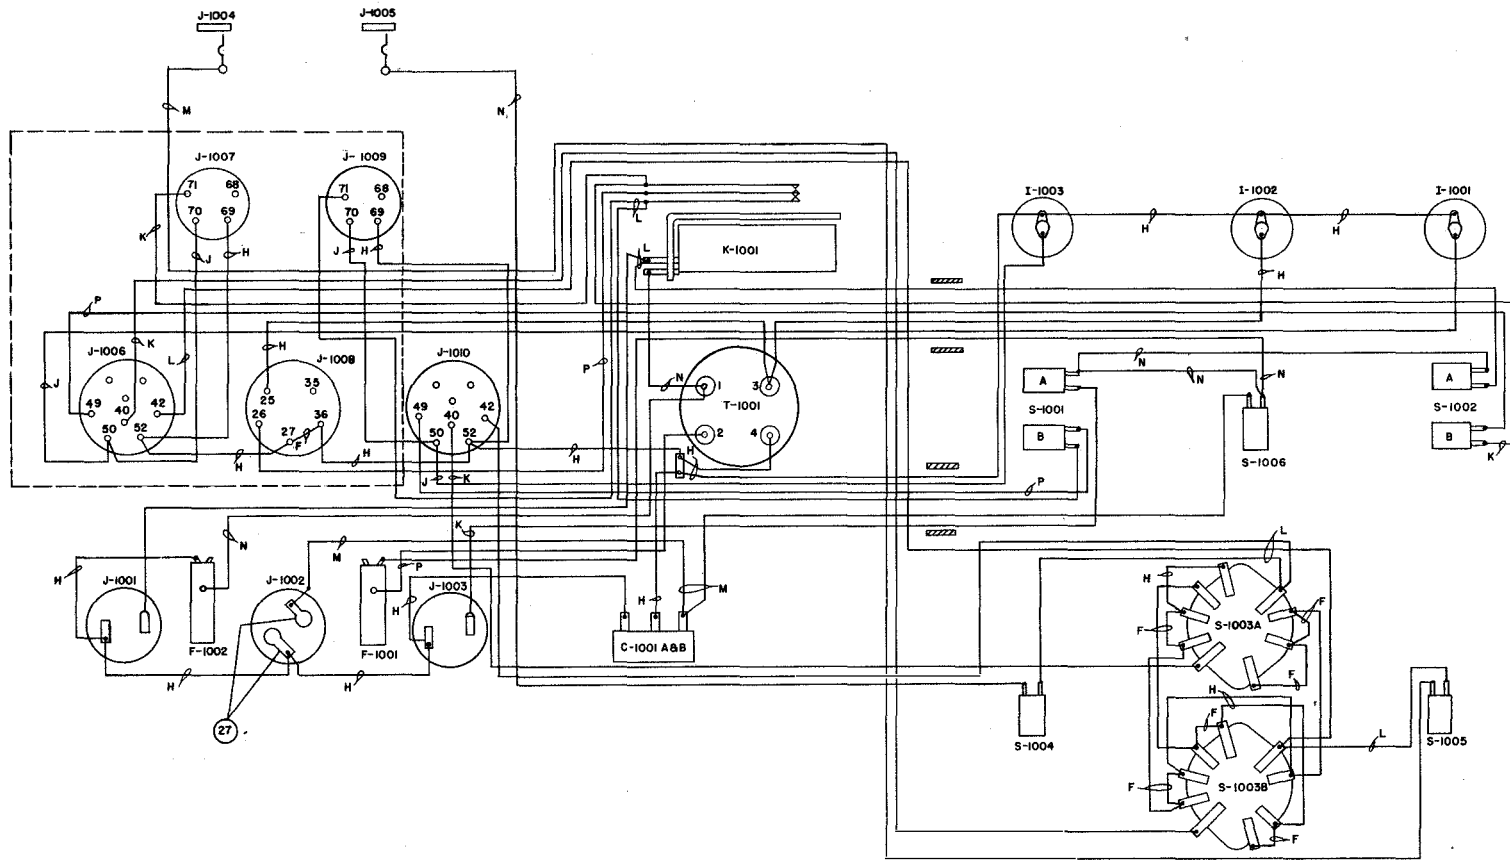 J-1004
J-1005
M
N
J-1007
J-1009
71
68
70
69
71
68
70
69
K
J
H
J
H
L
L
K-1001
I-1003
I-1002
I-1001
H
H
H
P
K
L
J
J-1006
49
40
42
50
52
H
J-1008
35
25
26
36
27
F
H
H
H
J-1010
49
40
42
50
52
J
K
P
H
N
1
3
T-1001
2
4
H
N
N
N
A
S-1001
B
S-1006
A
S-1002
B
K
P
H
N
M
P
K
J-1001
F-1002
J-1002
F-1001
H
J-1003
H
M
C-1001 A&B
H
H
27
L
H
F
S-1003A
F
F
H
F
F
S-1003B
F
S-1004
L
S-1005